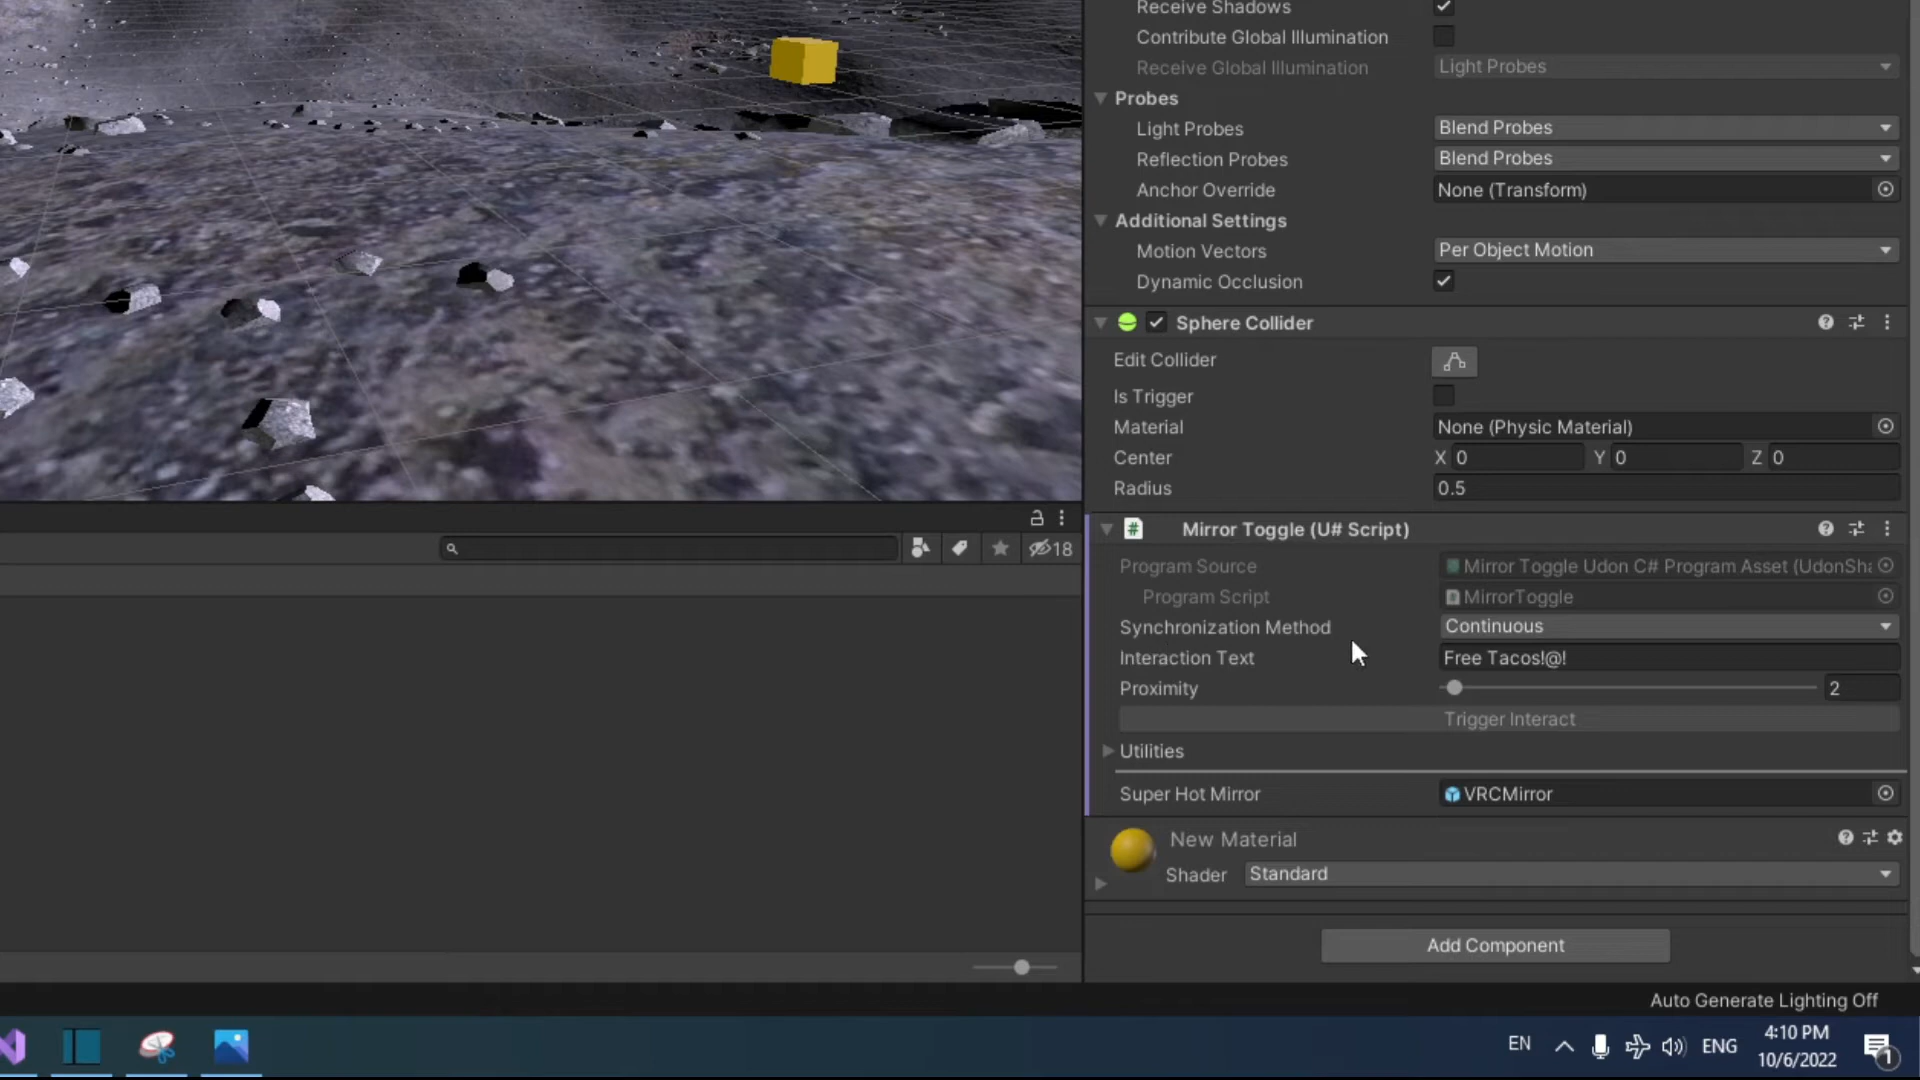 Receive Shadows
Contribute Global Illumination
Receive Global Illumination Light Probes
Probes
Light Probes Blend Probes
Reflection Probes Blend Probes
Anchor Override None (Transform)
Additional Settings
Motion Vectors Per Object Motion
Dynamic Occlusion
Sphere Collider
Edit Collider
Is Trigger
Material None (Physic Material)
Center X 0 Y 0 Z 0
Radius 0.5
Mirror Toggle (U# Script)
18
Program Source Mirror Toggle Udon C# Program Asset (UdonSha
Program Script MirrorToggle
Synchronization Method Continuous
Interaction Text Free Tacos!@!
Proximity 2
Trigger Interact
Utilities
Super Hot Mirror VRCMirror
New Material
Shader Standard
Add Component
Auto Generate Lighting Off
EN ENG 4:10 PM
10/6/2022 1